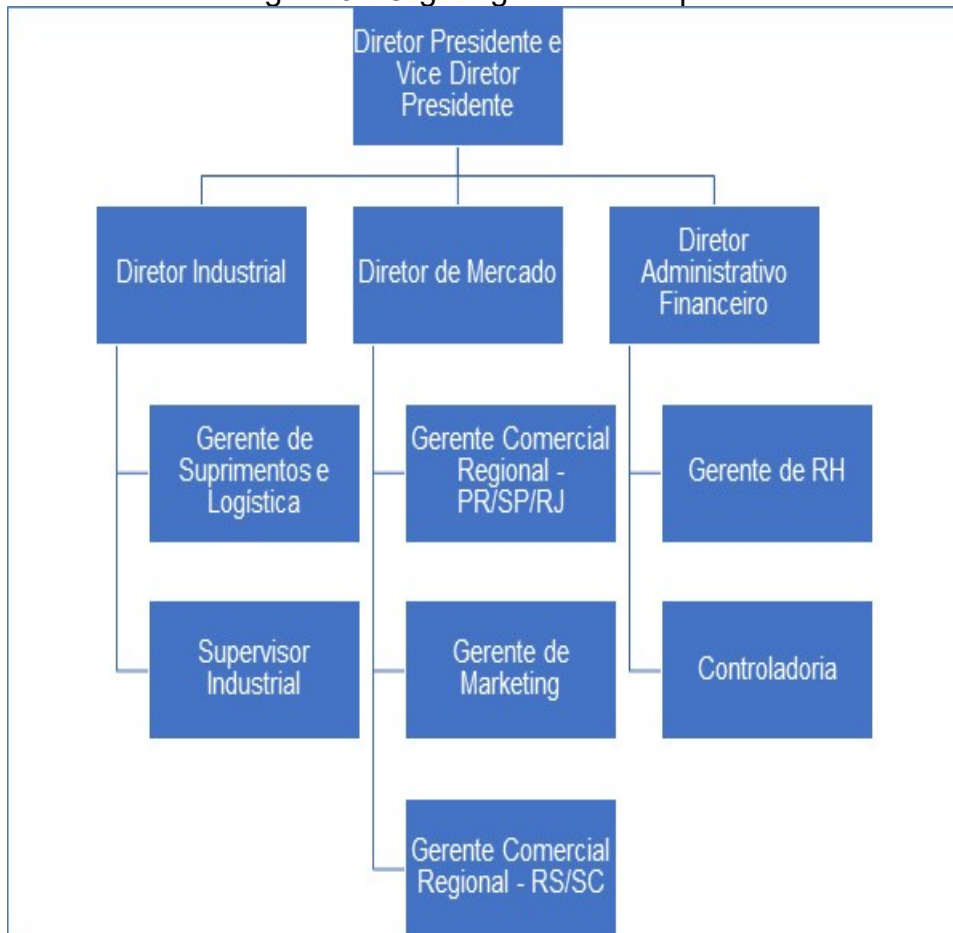 Diretor Presidente e
Vice Diretor
Presidente
Diretor Industrial
Diretor de Mercado
Diretor
Administrativo
Financeiro
Gerente de
Suprimentos e
Logística
Gerente Comercial
Regional -
PR/SP/RJ
Gerente de RH
Supervisor
Industrial
Gerente de
Marketing
Controladoria
Gerente Comercial
Regional - RS/SC